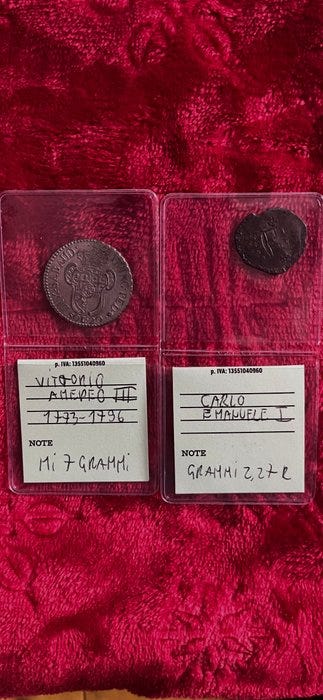 p. IVA: 13551040960
VITTORIO
AMEDEO III
1773-1796
NOTE
MI 7 GRAMMI
p. IVA: 13551040960
CARLO
EMANUELE I
NOTE
GRAMMI 2,27 R